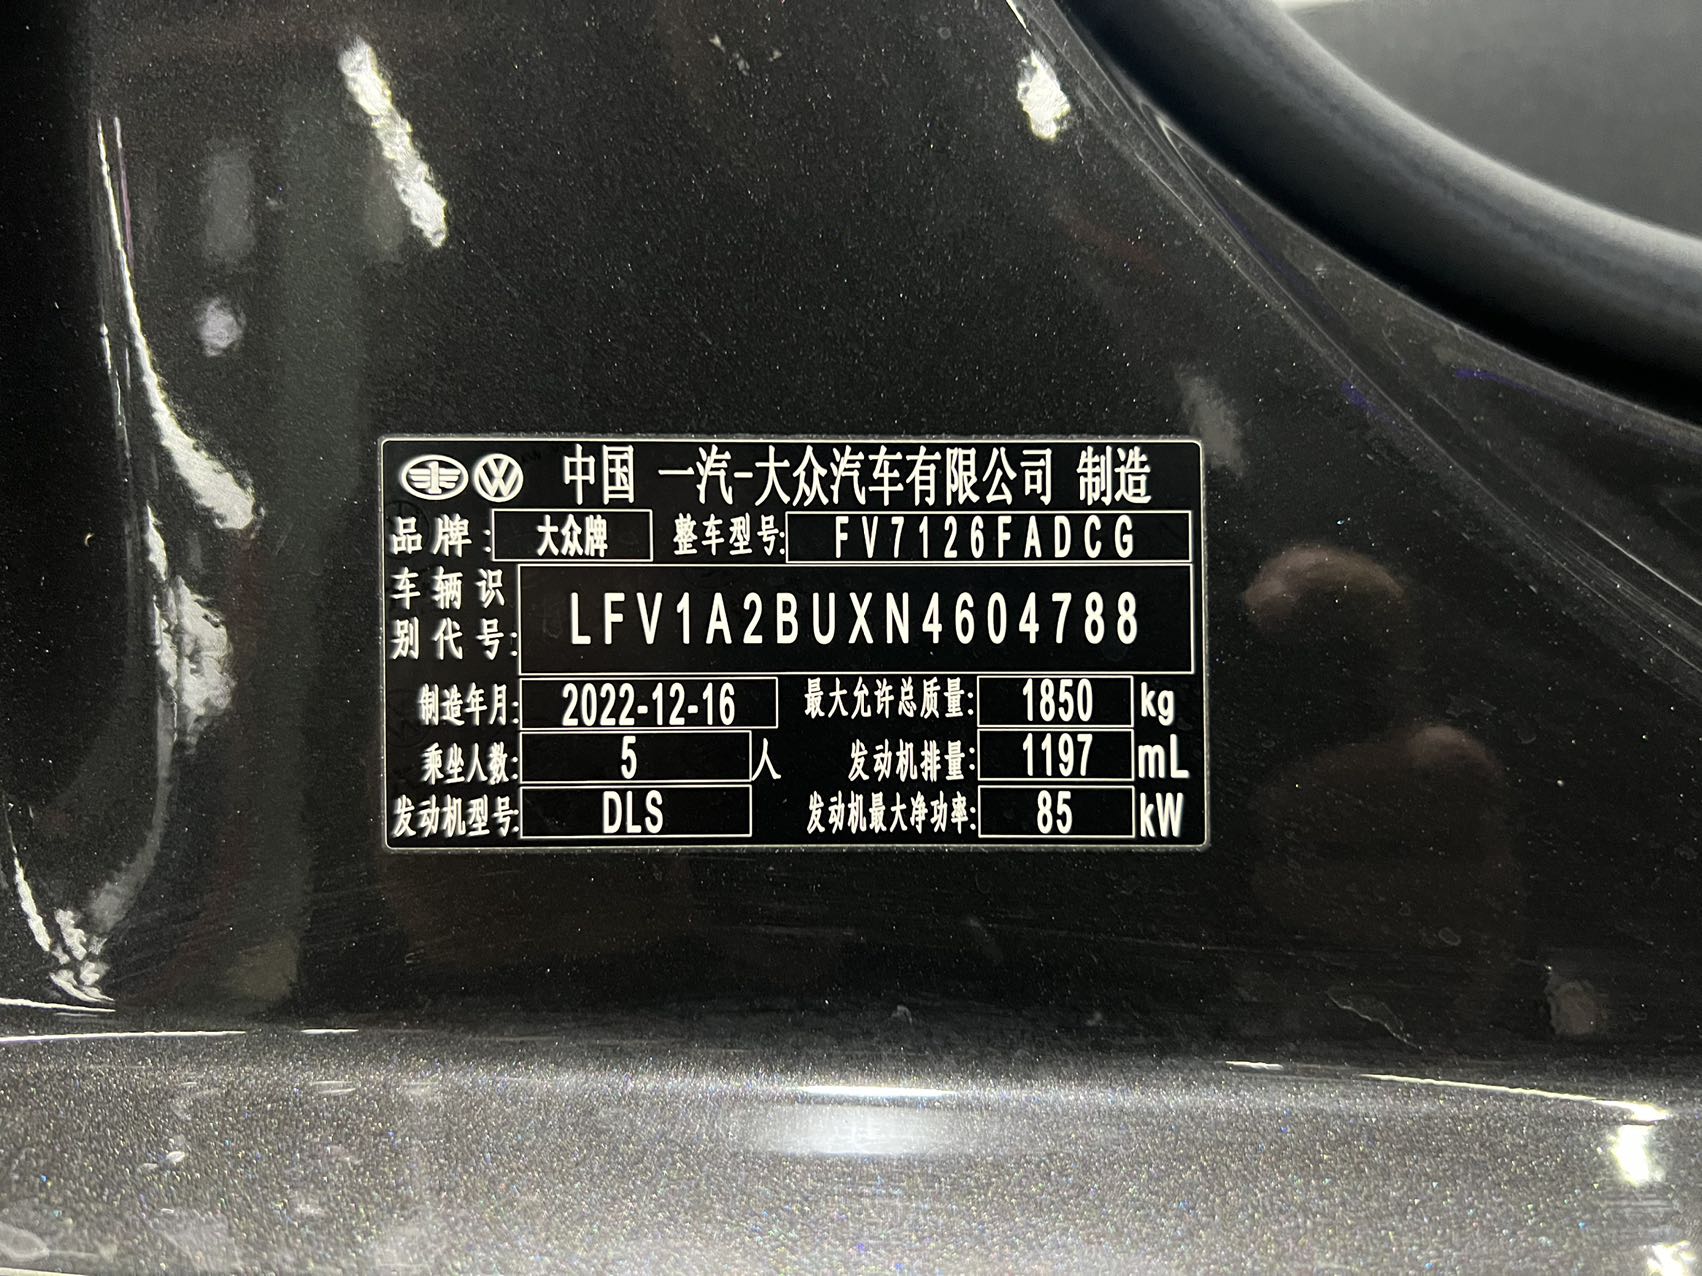 中国 一汽-大众汽车有限公司 制造
品牌: 大众牌 整车型号: FV7126FADCG
车辆识别代号: LFV1A2BUXN4604788
制造年月: 2022-12-16 最大允许总质量: 1850 kg
乘坐人数: 5 人 发动机排量: 1197 mL
发动机型号: DLS 发动机最大净功率: 85 kW